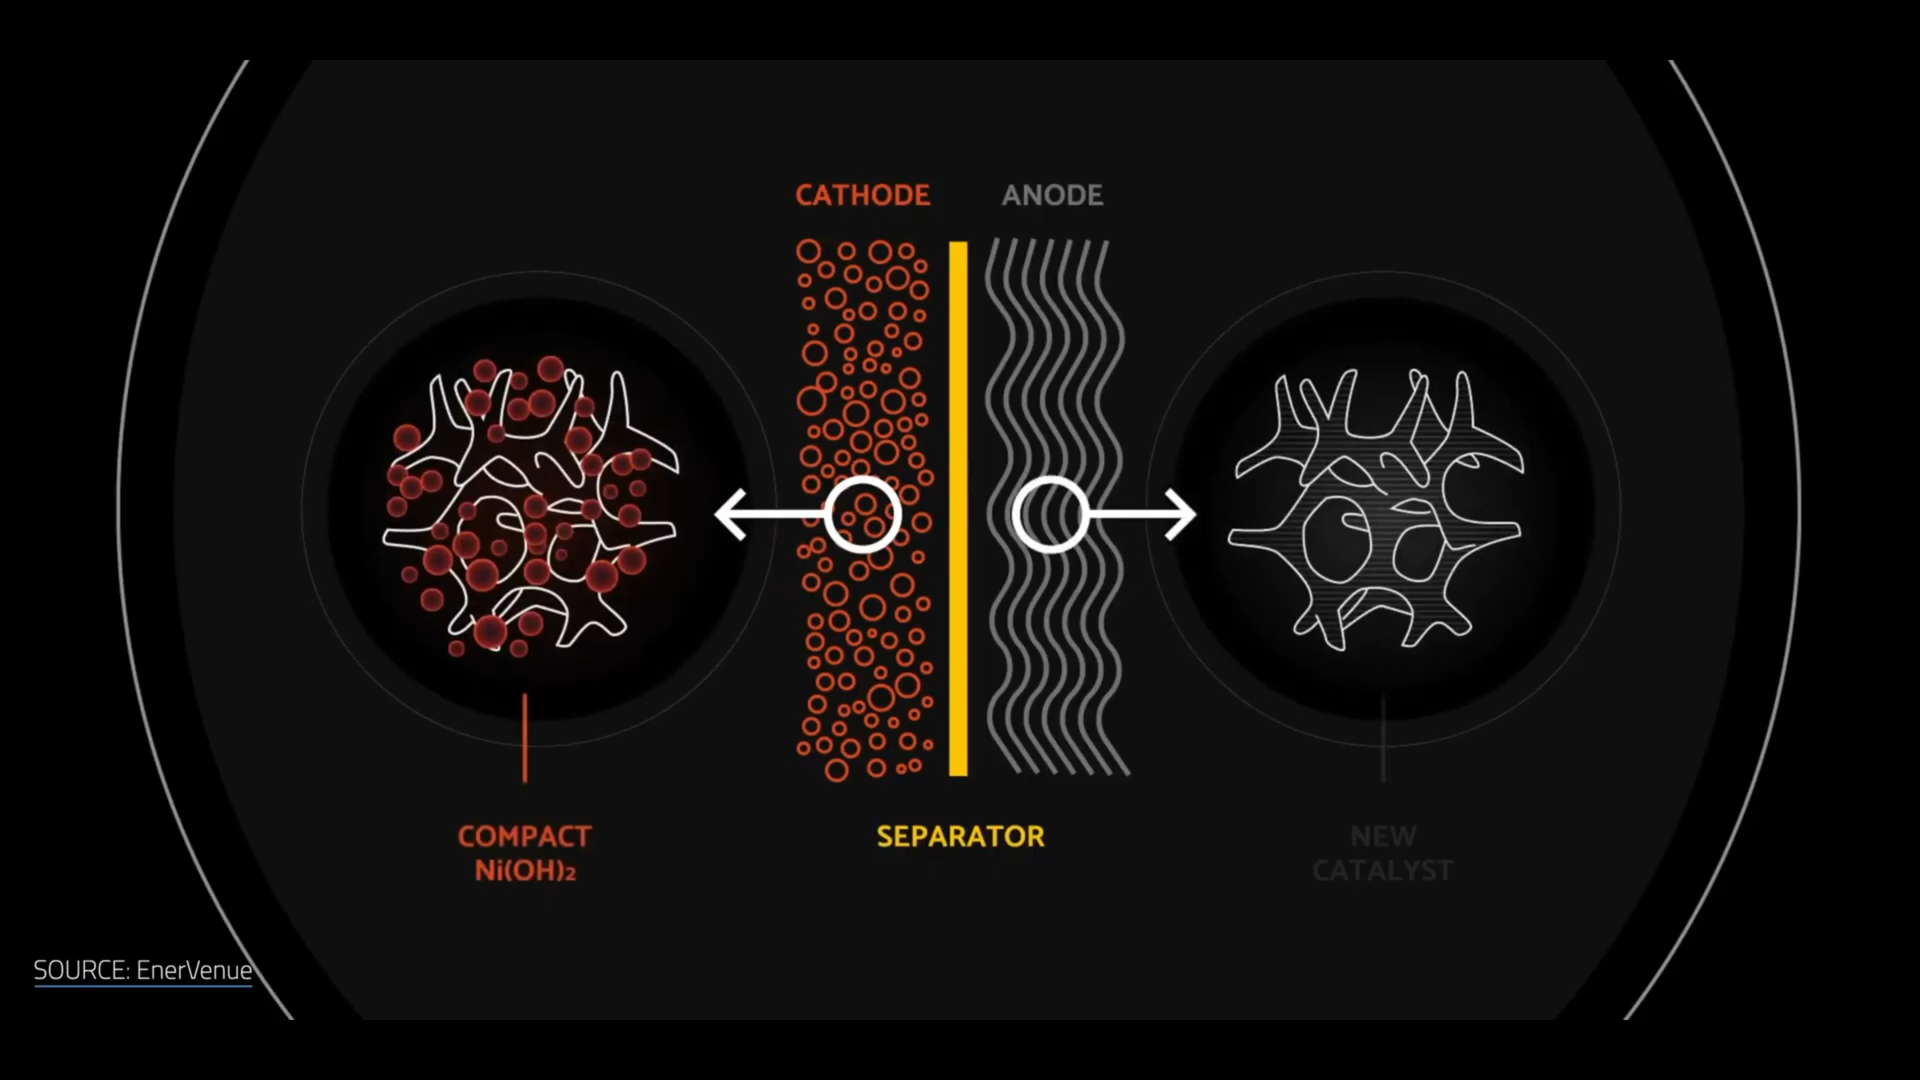 CATHODE
ANODE
COMPACT
Ni(OH)₂
SEPARATOR
NEW
CATALYST
SOURCE: EnerVenue